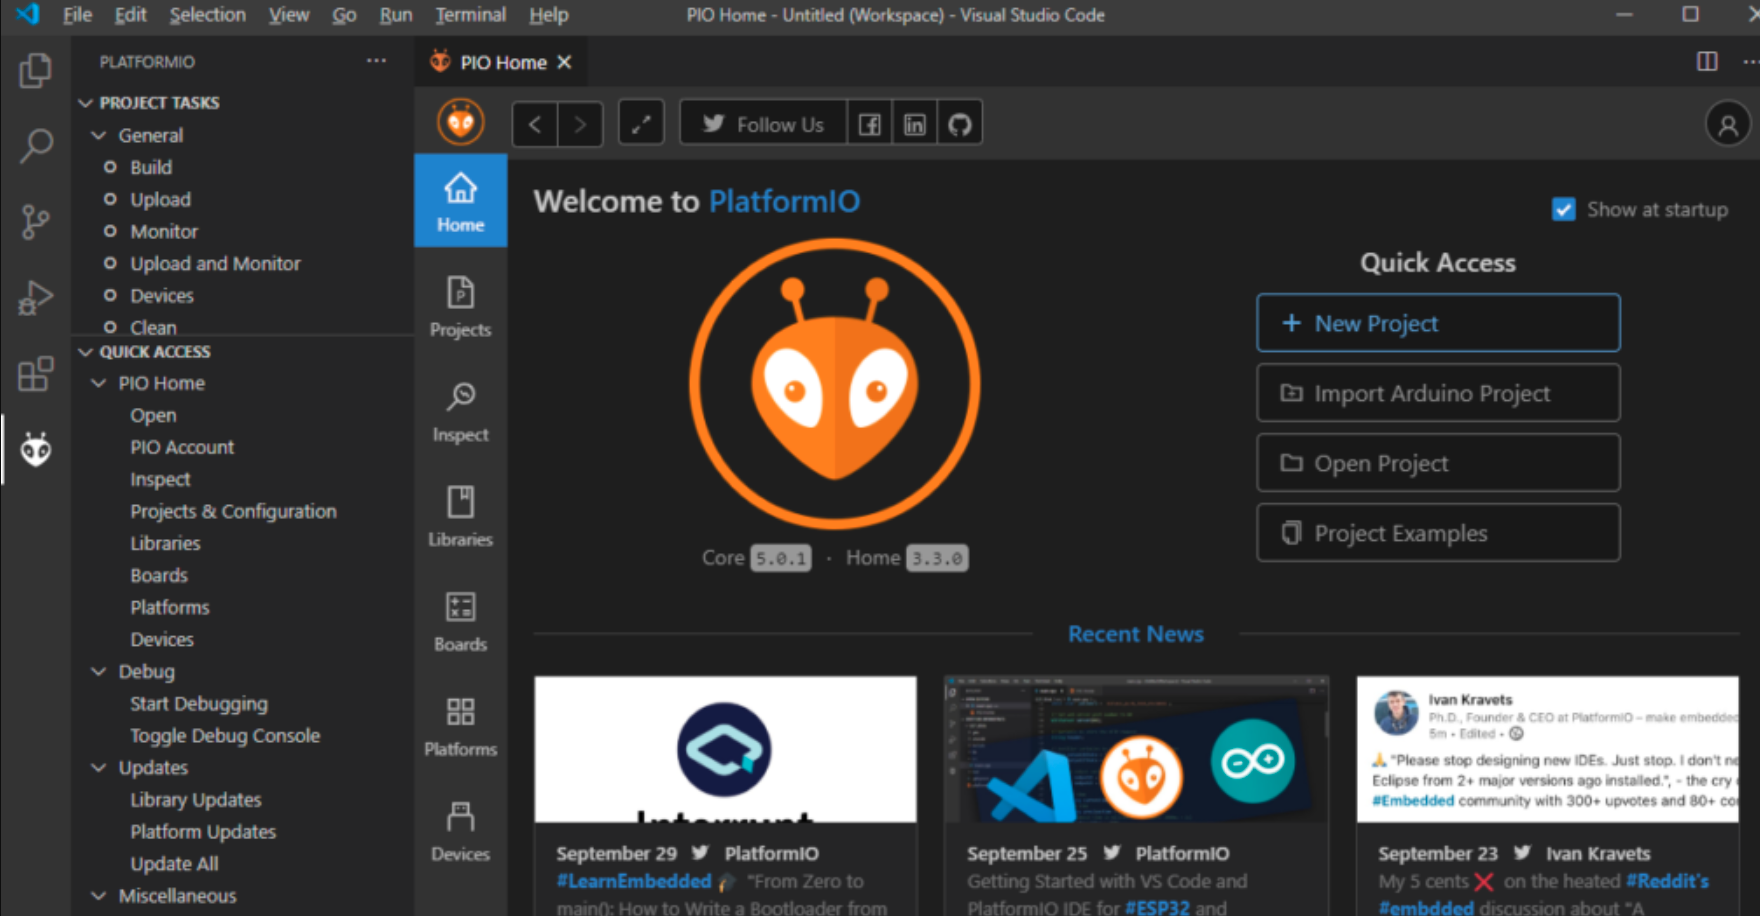 File Edit Selection View Go Run Terminal Help PIO Home - Untitled (Workspace) - Visual Studio Code
PLATFORMIO
PROJECT TASKS
General
Build
Upload
Monitor
Upload and Monitor
Devices
Clean
QUICK ACCESS
PIO Home
Open
PIO Account
Inspect
Projects & Configuration
Libraries
Boards
Platforms
Devices
Debug
Start Debugging
Toggle Debug Console
Updates
Library Updates
Platform Updates
Update All
Miscellaneous
PIO Home
Follow Us
Home
Projects
Inspect
Libraries
Boards
Platforms
Devices
Welcome to PlatformIO
Show at startup
Core 5.0.1 · Home 3.3.0
Quick Access
New Project
Import Arduino Project
Open Project
Project Examples
Recent News
Interrupt
September 29 PlatformIO
#LearnEmbedded 🎓 "From Zero to
main(): How to Write a Bootloader from
September 25 PlatformIO
Getting Started with VS Code and
PlatformIO IDE for #ESP32 and
Ivan Kravets
Ph.D., Founder & CEO at PlatformIO – make embedded
5m • Edited •
🙏 "Please stop designing new IDEs. Just stop. I don't ne
Eclipse from 2+ major versions ago installed.", - the cry
#Embedded community with 300+ upvotes and 80+ co
September 23 Ivan Kravets
My 5 cents ❌ on the heated #Reddit's
#embdded discussion about "A